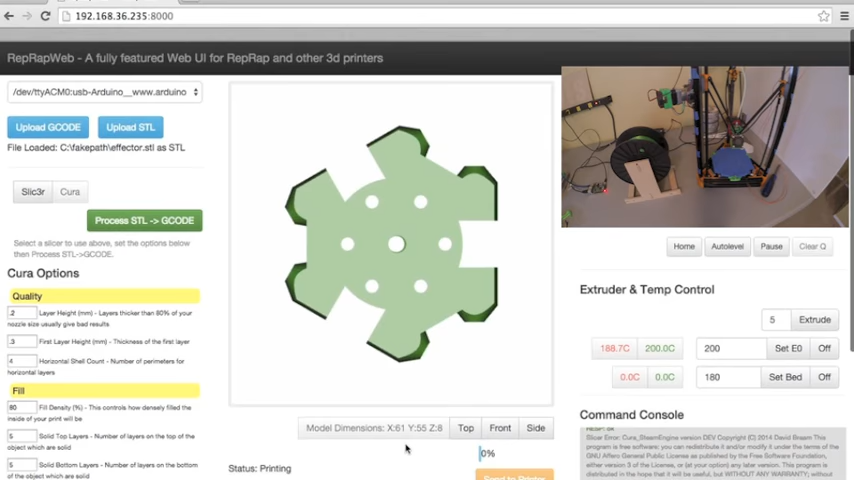 192.168.36.235:8000
RepRapWeb - A fully featured Web UI for RepRap and other 3d printers
/dev/ttyACM0:usb-Arduino__www.arduino
Upload GCODE
Upload STL
File Loaded: C:\fakepath\effector.stl as STL
Slic3r
Cura
Process STL -> GCODE
Select a slicer to use above, set the options below
then Process STL->GCODE.
Cura Options
Quality
.2 Layer Height (mm) - Layers thicker than 80% of your
nozzle size usually give bad results
.3 First Layer Height (mm) - Thickness of the first layer
4 Horizontal Shell Count - Number of perimeters for
horizontal layers
Fill
80 Fill Density (%) - This controls how densely filled the
inside of your print will be
5 Solid Top Layers - Number of layers on the top of
the object which are solid
5 Solid Bottom Layers - Number of layers on the bottom
of the object which are solid
Model Dimensions: X:61 Y:55 Z:8
Top
Front
Side
0%
Status: Printing
Send to Printer
Home
Autolevel
Pause
Clear Q
Extruder & Temp Control
5
Extrude
188.7C
200.0C
200
Set E0
Off
0.0C
0.0C
180
Set Bed
Off
Command Console
Slicer Error: Cura_SteamEngine version DEV Copyright (C) 2014 David Braam This
program is free software: you can redistribute it and/or modify it under the terms of the
GNU Affero General Public License as published by the Free Software Foundation,
either version 3 of the License, or (at your option) any later version. This program is
distributed in the hope that it will be useful, but WITHOUT ANY WARRANTY; without